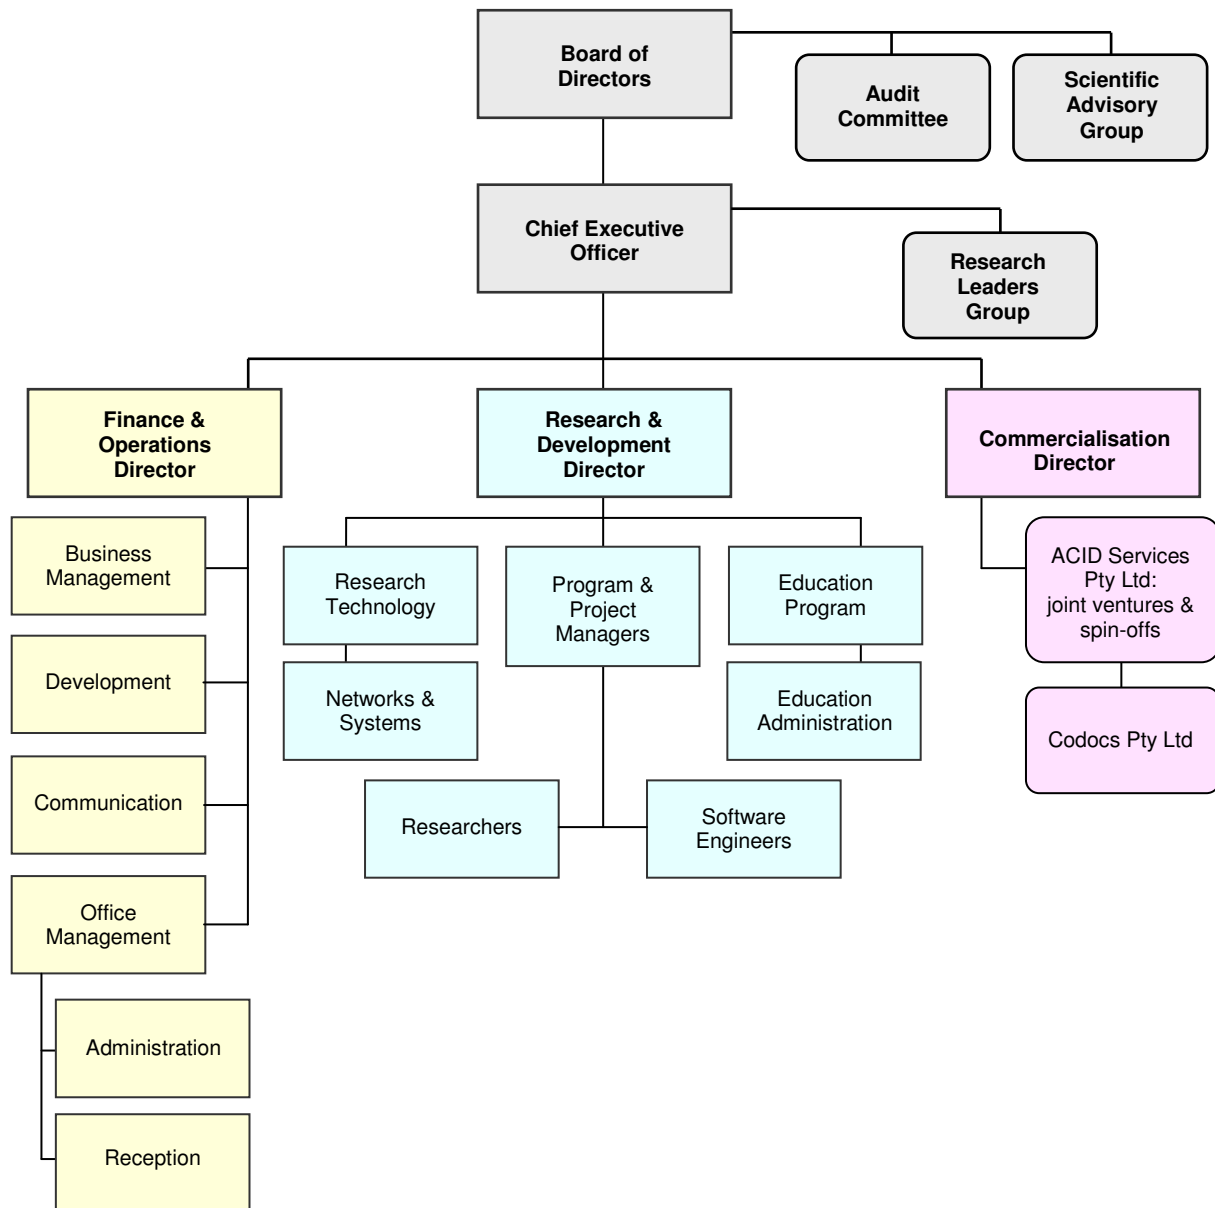 Board of
Directors
Audit
Committee
Scientific
Advisory
Group
Chief Executive
Officer
Research
Leaders
Group
Finance &
Operations
Director
Research &
Development
Director
Commercialisation
Director
Business
Management
Development
Communication
Office
Management
Administration
Reception
Research
Technology
Networks &
Systems
Program &
Project
Managers
Education
Program
Education
Administration
Researchers
Software
Engineers
ACID Services
Pty Ltd:
joint ventures &
spin-offs
Codocs Pty Ltd